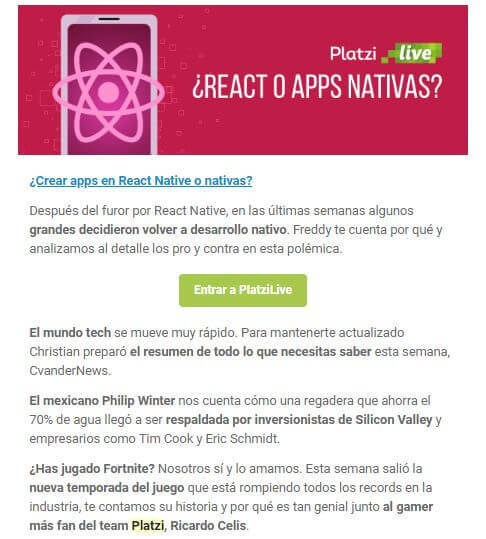 Platzi live
¿REACT O APPS NATIVAS?
¿Crear apps en React Native o nativas?
Después del furor por React Native, en las últimas semanas algunos
grandes decidieron volver a desarrollo nativo. Freddy te cuenta por qué y
analizamos al detalle los pro y contra en esta polémica.
Entrar a PlatziLive
El mundo tech se mueve muy rápido. Para mantenerte actualizado
Christian preparó el resumen de todo lo que necesitas saber esta semana,
CvanderNews.
El mexicano Philip Winter nos cuenta cómo una regadera que ahorra el
70% de agua llegó a ser respaldada por inversionistas de Silicon Valley y
empresarios como Tim Cook y Eric Schmidt.
¿Has jugado Fortnite? Nosotros sí y lo amamos. Esta semana salió la
nueva temporada del juego que está rompiendo todos los records en la
industria, te contamos su historia y por qué es tan genial junto al gamer
más fan del team Platzi, Ricardo Celis.